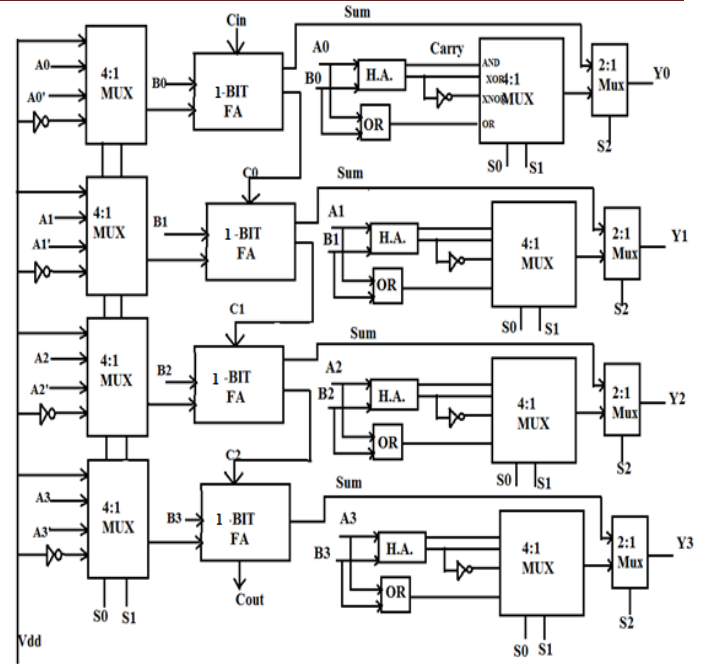 Cin
Sum
A0
A0'
4:1
MUX
B0
1-BIT
FA
A0
B0
H.A.
OR
Carry
AND
XOR
XNOR
OR
4:1
MUX
S0 S1
2:1
Mux
Y0
S2
C0
Sum
A1
A1'
4:1
MUX
B1
1 -BIT
FA
A1
B1
H.A.
OR
4:1
MUX
S0 S1
2:1
Mux
Y1
S2
C1
Sum
A2
A2'
4:1
MUX
B2
1 -BIT
FA
A2
B2
H.A.
OR
4:1
MUX
S0 S1
2:1
Mux
Y2
S2
C2
Sum
A3
A3'
4:1
MUX
B3
1 -BIT
FA
Cout
A3
B3
H.A.
OR
4:1
MUX
S0 S1
2:1
Mux
Y3
S2
S0 S1
Vdd